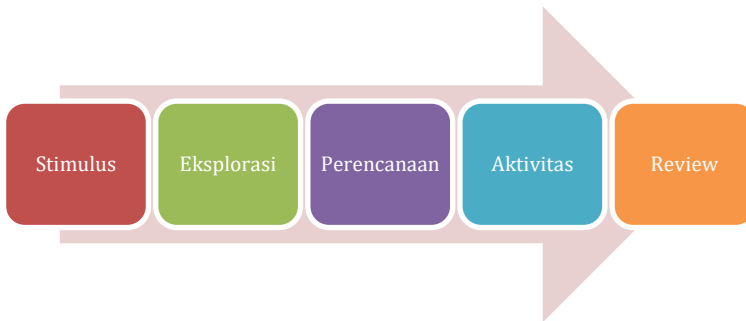 Stimulus
Eksplorasi
Perencanaan
Aktivitas
Review